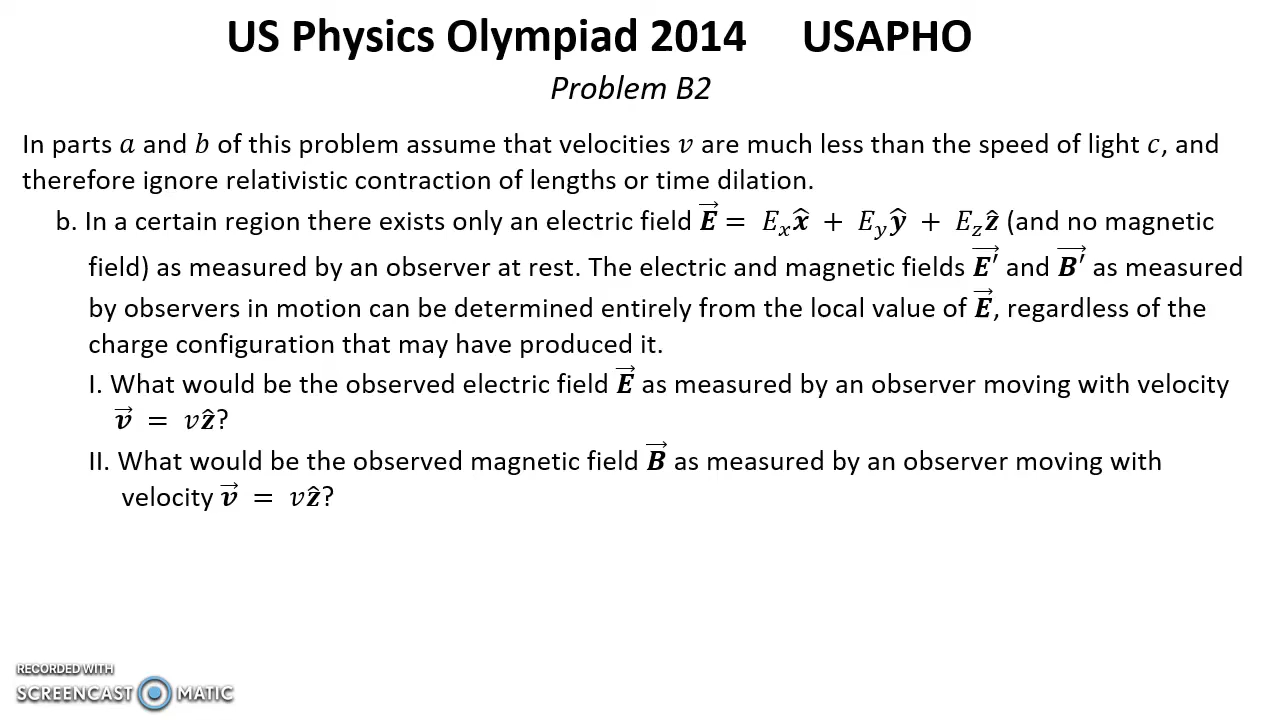 US Physics Olympiad 2014 USAPHO
Problem B2
In parts a and b of this problem assume that velocities v are much less than the speed of light c, and
therefore ignore relativistic contraction of lengths or time dilation.
b. In a certain region there exists only an electric field E⃗ = Eₓx̂ + E_yŷ + E_zẑ (and no magnetic
field) as measured by an observer at rest. The electric and magnetic fields E′⃗ and B′⃗ as measured
by observers in motion can be determined entirely from the local value of E⃗, regardless of the
charge configuration that may have produced it.
I. What would be the observed electric field E⃗ as measured by an observer moving with velocity
v⃗ = vẑ?
II. What would be the observed magnetic field B⃗ as measured by an observer moving with
velocity v⃗ = vẑ?
RECORDED WITH
SCREENCAST MATIC